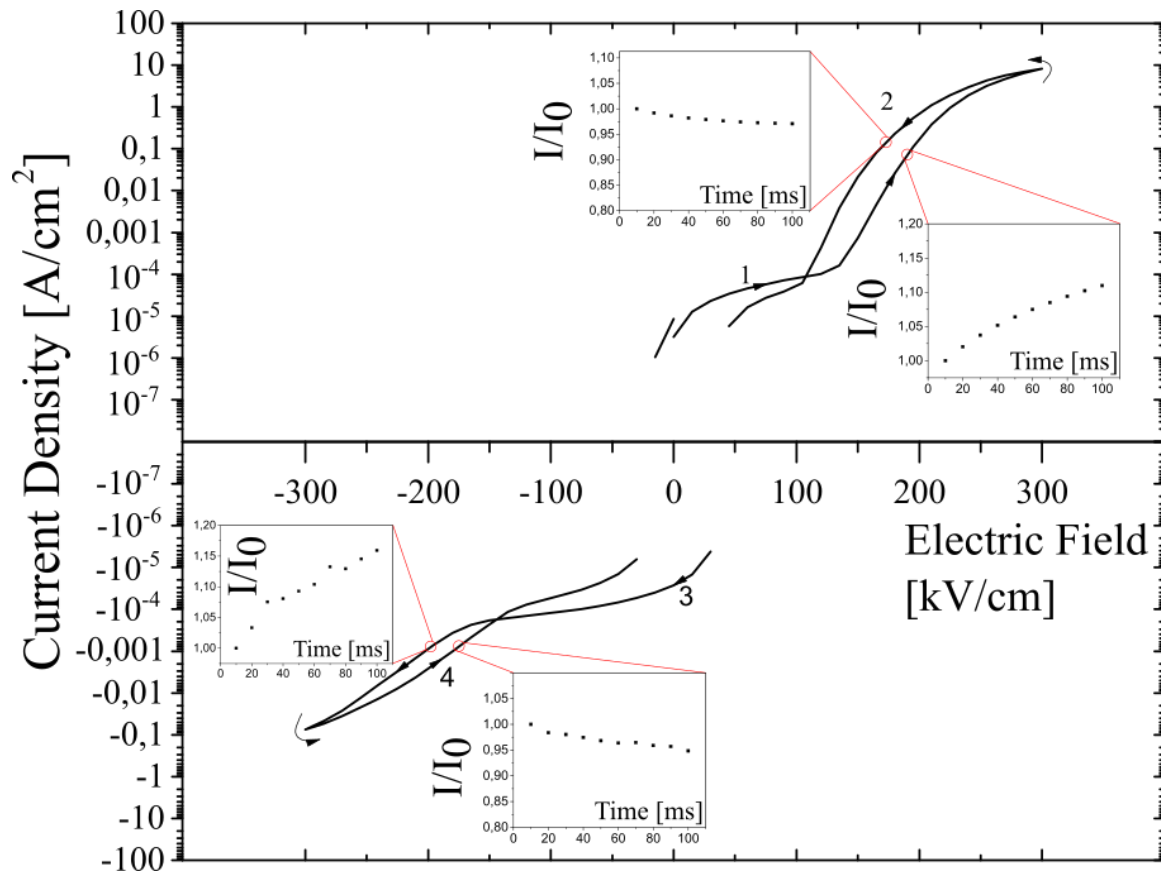 Current Density [A/cm²]
100
10
1
0,1
0,01
0,001
10⁻⁴
10⁻⁵
10⁻⁶
10⁻⁷
-10⁻⁷
-10⁻⁶
-10⁻⁵
-10⁻⁴
-0,001
-0,01
-0,1
-1
-10
-100
-300 -200 -100 0 100 200 300
Electric Field
[kV/cm]
1
2
3
4
I/I₀
1,10
1,05
1,00
0,95
0,90
0,85
0,80
Time [ms]
0 20 40 60 80 100
I/I₀
1,20
1,15
1,10
1,05
1,00
Time [ms]
0 20 40 60 80 100
I/I₀
1,20
1,15
1,10
1,05
1,00
Time [ms]
0 20 40 60 80 100
I/I₀
1,05
1,00
0,95
0,90
0,85
0,80
Time [ms]
0 20 40 60 80 100